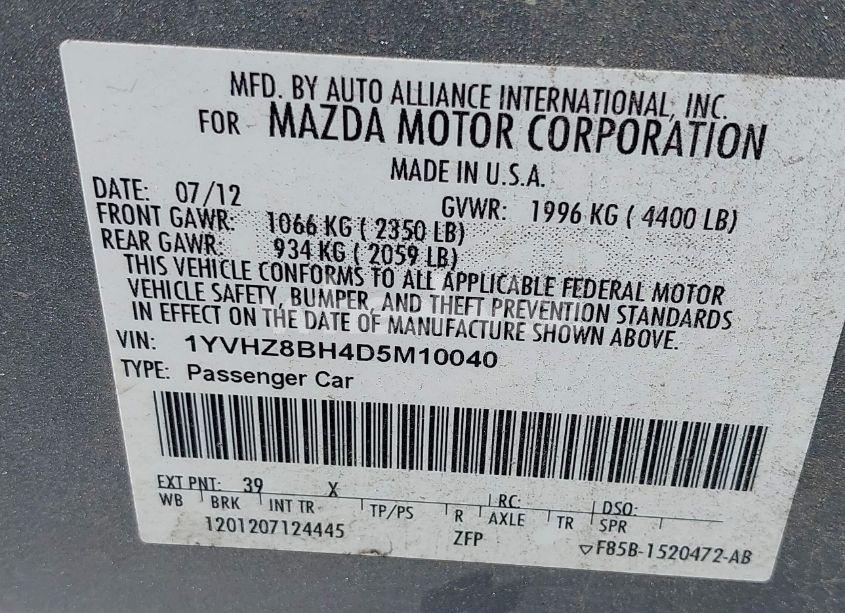 MFD. BY AUTO ALLIANCE INTERNATIONAL, INC.
FOR MAZDA MOTOR CORPORATION
MADE IN U.S.A.
DATE: 07/12 GVWR: 1996 KG ( 4400 LB)
FRONT GAWR: 1066 KG ( 2350 LB)
REAR GAWR: 934 KG ( 2059 LB)
THIS VEHICLE CONFORMS TO ALL APPLICABLE FEDERAL MOTOR
VEHICLE SAFETY, BUMPER, AND THEFT PREVENTION STANDARDS
IN EFFECT ON THE DATE OF MANUFACTURE SHOWN ABOVE.
VIN: 1YVHZ8BH4D5M10040
TYPE: Passenger Car
EXT PNT: 39 X RC: DSO:
WB BRK INT TR TP/PS R AXLE TR SPR
1201207124445 ZFP ▽F85B-1520472-AB